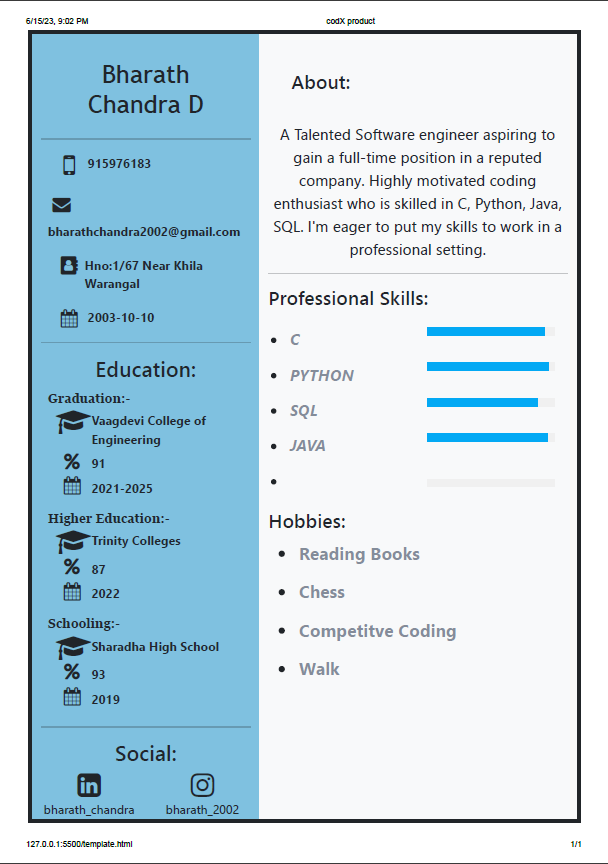 6/15/23, 9:02 PM codX product
Bharath
Chandra D
915976183
bharathchandra2002@gmail.com
Hno:1/67 Near Khila
Warangal
2003-10-10
Education:
Graduation:-
Vaagdevi College of
Engineering
% 91
2021-2025
Higher Education:-
Trinity Colleges
% 87
2022
Schooling:-
Sharadha High School
% 93
2019
Social:
in
bharath_chandra bharath_2002
About:
A Talented Software engineer aspiring to
gain a full-time position in a reputed
company. Highly motivated coding
enthusiast who is skilled in C, Python, Java,
SQL. I'm eager to put my skills to work in a
professional setting.
Professional Skills:
• C
• PYTHON
• SQL
• JAVA
•
Hobbies:
• Reading Books
• Chess
• Competitve Coding
• Walk
127.0.0.1:5500/template.html 1/1